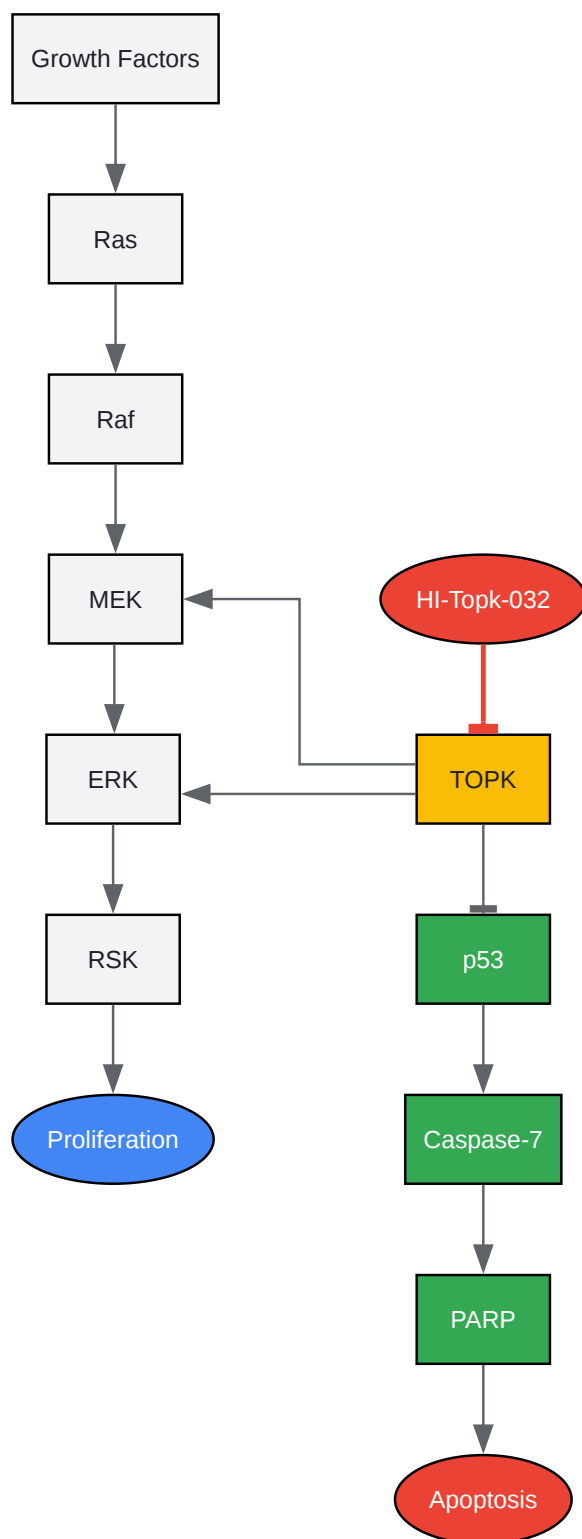 Growth Factors
Ras
Raf
MEK
HI-Topk-032
ERK
TOPK
RSK
p53
Proliferation
Caspase-7
PARP
Apoptosis